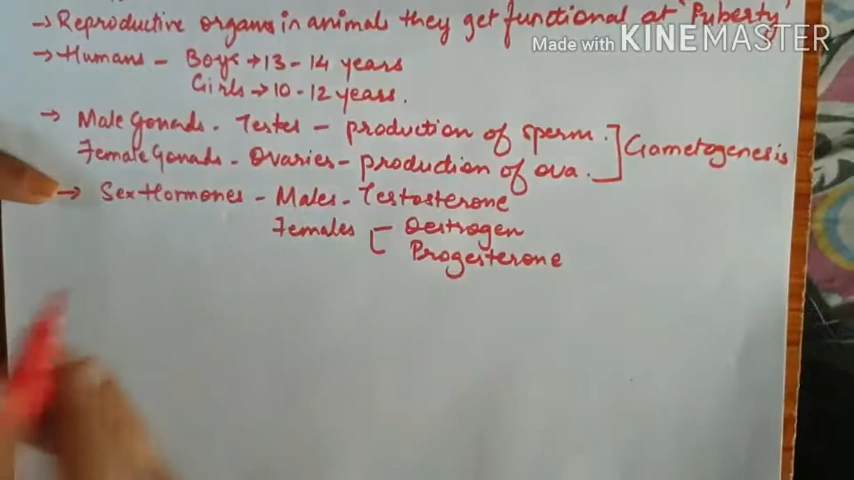 → Reproductive organs in animals they get functional at 'Puberty'
Made with KINEMASTER
→ Humans - Boys → 13 - 14 years
Girls → 10 - 12 years.
→ Male Gonads - Testes - production of sperm. ] Gametogenesis
Female Gonads - Ovaries - production of ova.
→ Sex Hormones - Males - Testosterone
Females [ Oestrogen
Progesterone